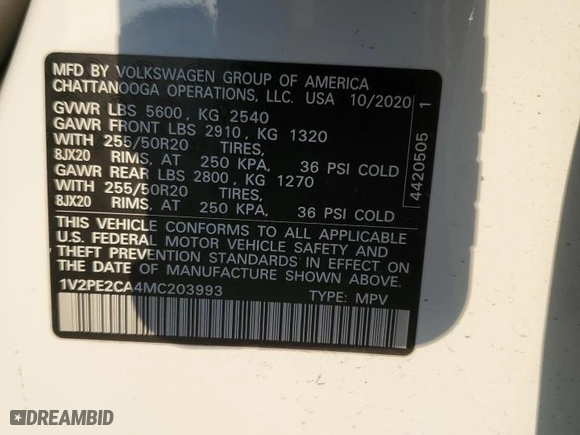 MFD BY VOLKSWAGEN GROUP OF AMERICA
CHATTANOOGA OPERATIONS, LLC. USA 10/2020
GVWR LBS 5600, KG 2540
GAWR FRONT LBS 2910, KG 1320
WITH 255/50R20 TIRES,
8JX20 RIMS. AT 250 KPA, 36 PSI COLD
GAWR REAR LBS 2800, KG 1270
WITH 255/50R20 TIRES,
8JX20 RIMS. AT 250 KPA, 36 PSI COLD
THIS VEHICLE CONFORMS TO ALL APPLICABLE
U.S. FEDERAL MOTOR VEHICLE SAFETY AND
THEFT PREVENTION STANDARDS IN EFFECT ON
THE DATE OF MANUFACTURE SHOWN ABOVE.
1V2PE2CA4MC203993 TYPE: MPV
4420505 1
DREAMBID